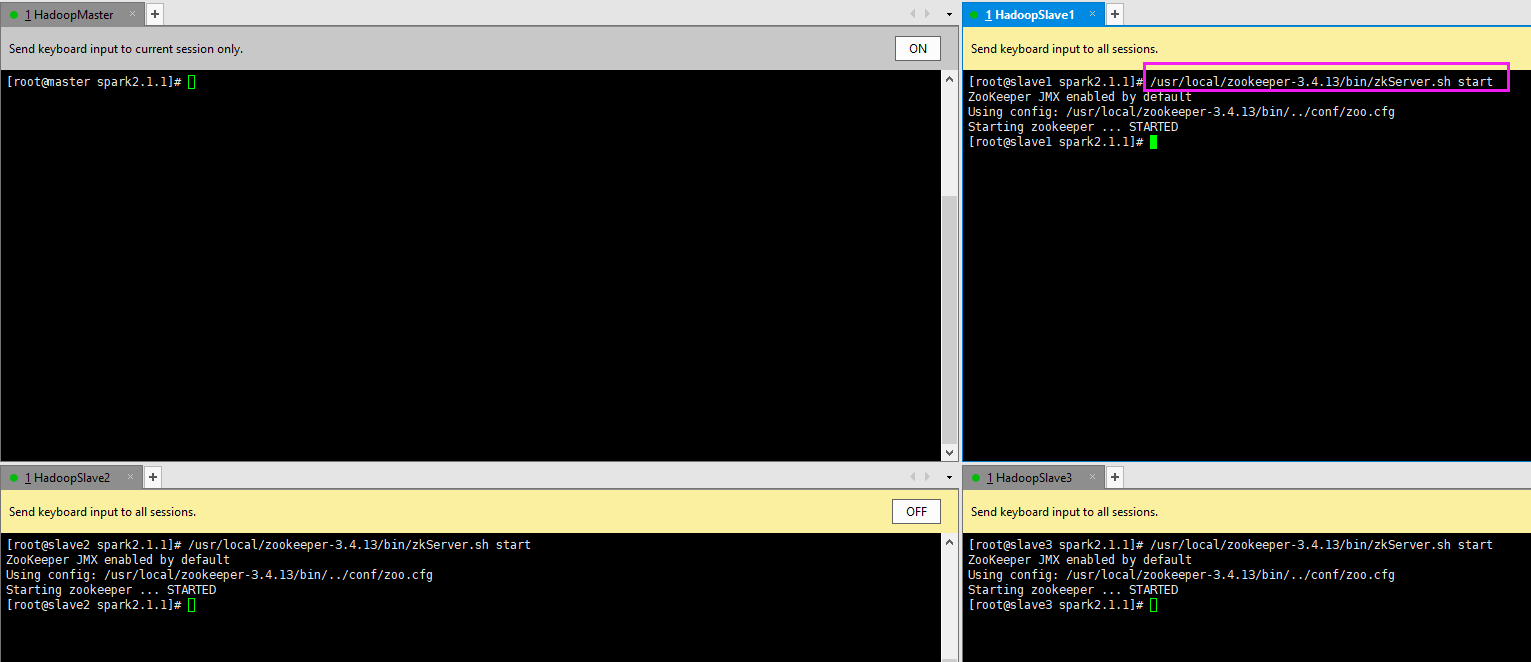 1 HadoopMaster × +
Send keyboard input to current session only.
ON
[root@master spark2.1.1]#
1 HadoopSlave1 × +
Send keyboard input to all sessions.
[root@slave1 spark2.1.1]# /usr/local/zookeeper-3.4.13/bin/zkServer.sh start
ZooKeeper JMX enabled by default
Using config: /usr/local/zookeeper-3.4.13/bin/../conf/zoo.cfg
Starting zookeeper ... STARTED
[root@slave1 spark2.1.1]#
1 HadoopSlave2 × +
Send keyboard input to all sessions.
OFF
[root@slave2 spark2.1.1]# /usr/local/zookeeper-3.4.13/bin/zkServer.sh start
ZooKeeper JMX enabled by default
Using config: /usr/local/zookeeper-3.4.13/bin/../conf/zoo.cfg
Starting zookeeper ... STARTED
[root@slave2 spark2.1.1]#
1 HadoopSlave3 × +
Send keyboard input to all sessions.
[root@slave3 spark2.1.1]# /usr/local/zookeeper-3.4.13/bin/zkServer.sh start
ZooKeeper JMX enabled by default
Using config: /usr/local/zookeeper-3.4.13/bin/../conf/zoo.cfg
Starting zookeeper ... STARTED
[root@slave3 spark2.1.1]#